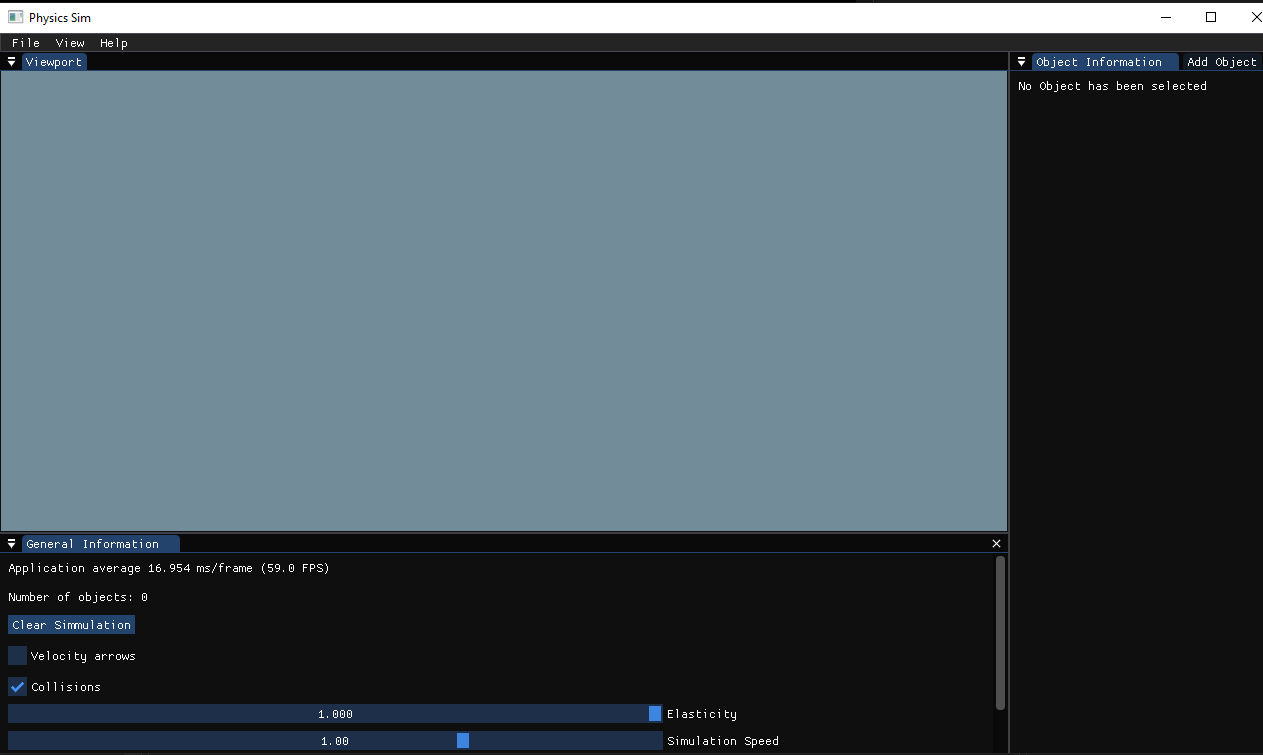 Physics Sim
File View Help
Viewport
Object Information Add Object
No Object has been selected
General Information
Application average 16.954 ms/frame (59.0 FPS)
Number of objects: 0
Clear Simmulation
Velocity arrows
Collisions
1.000 Elasticity
1.00 Simulation Speed